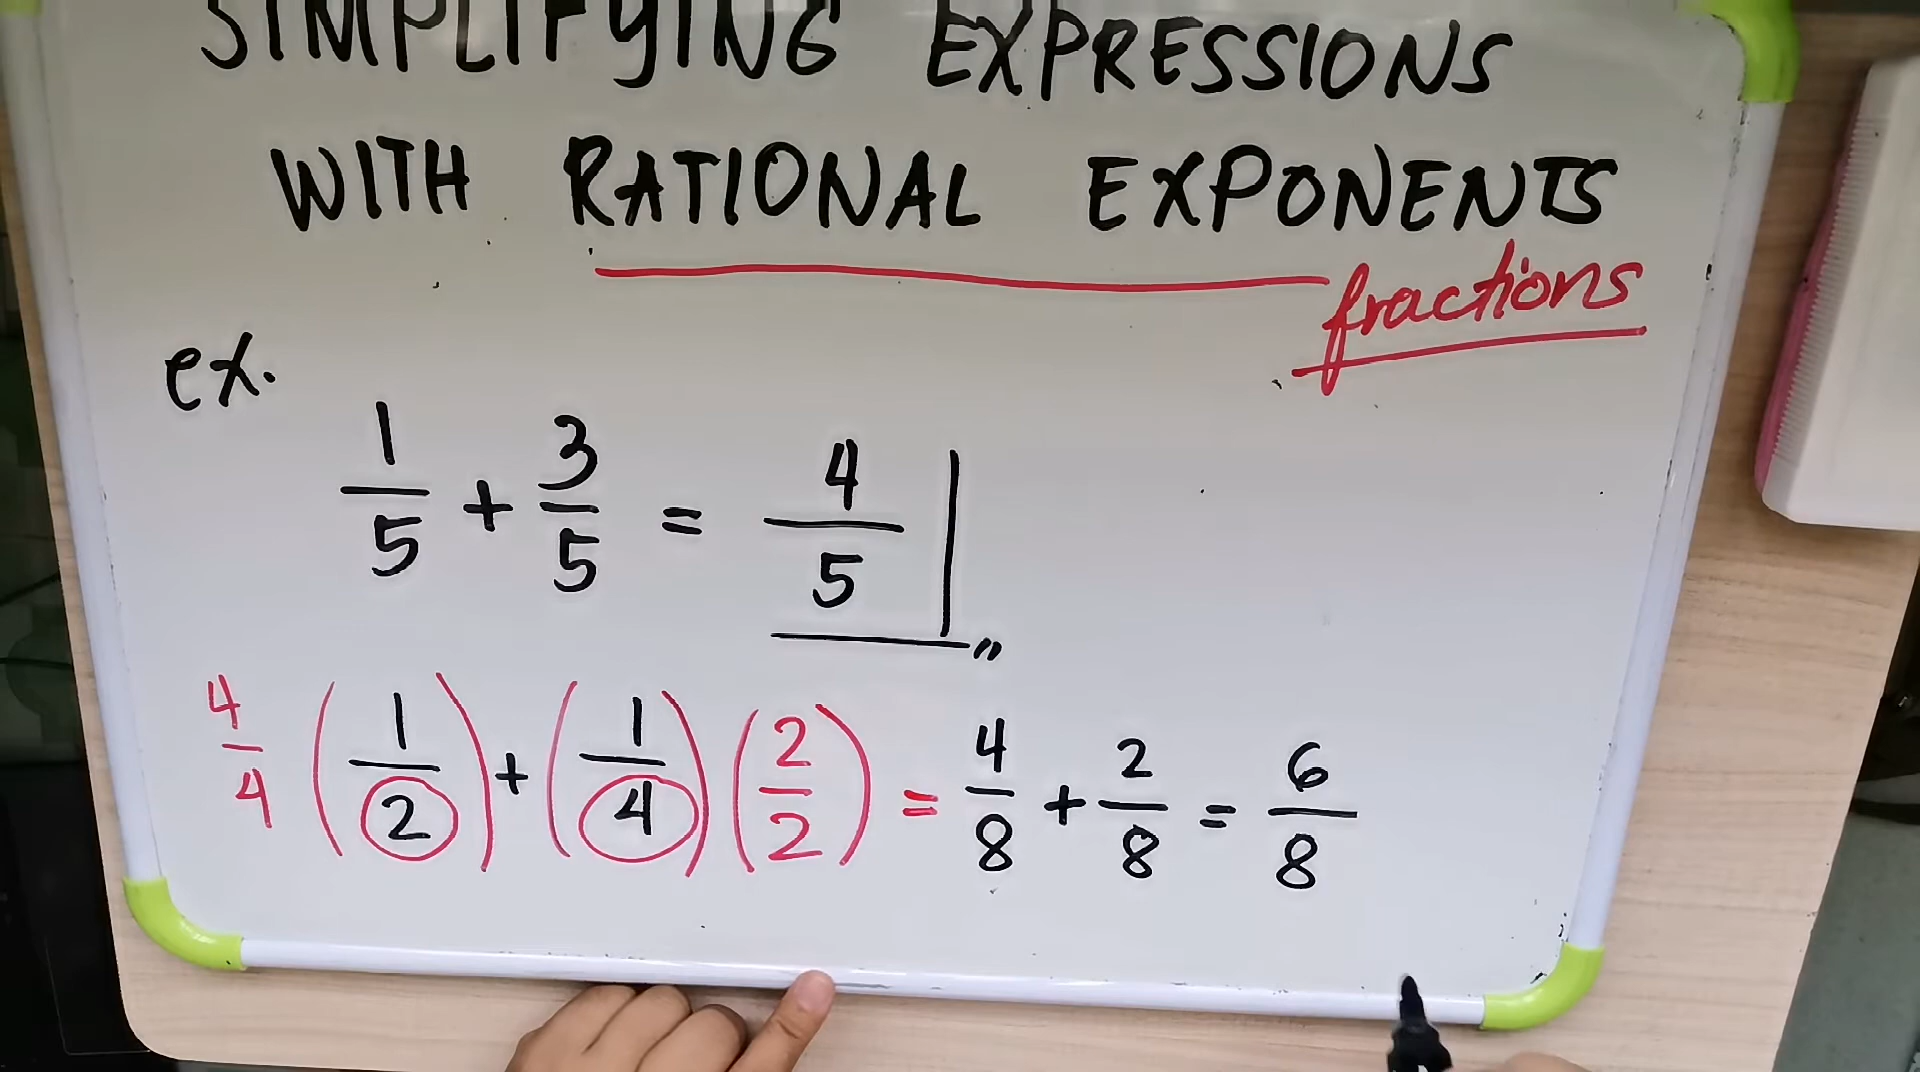 SIMPLIFYING EXPRESSIONS
WITH RATIONAL EXPONENTS
fractions
ex.
1/5 + 3/5 = 4/5
4/4 (1/2) + (1/4) (2/2) = 4/8 + 2/8 = 6/8